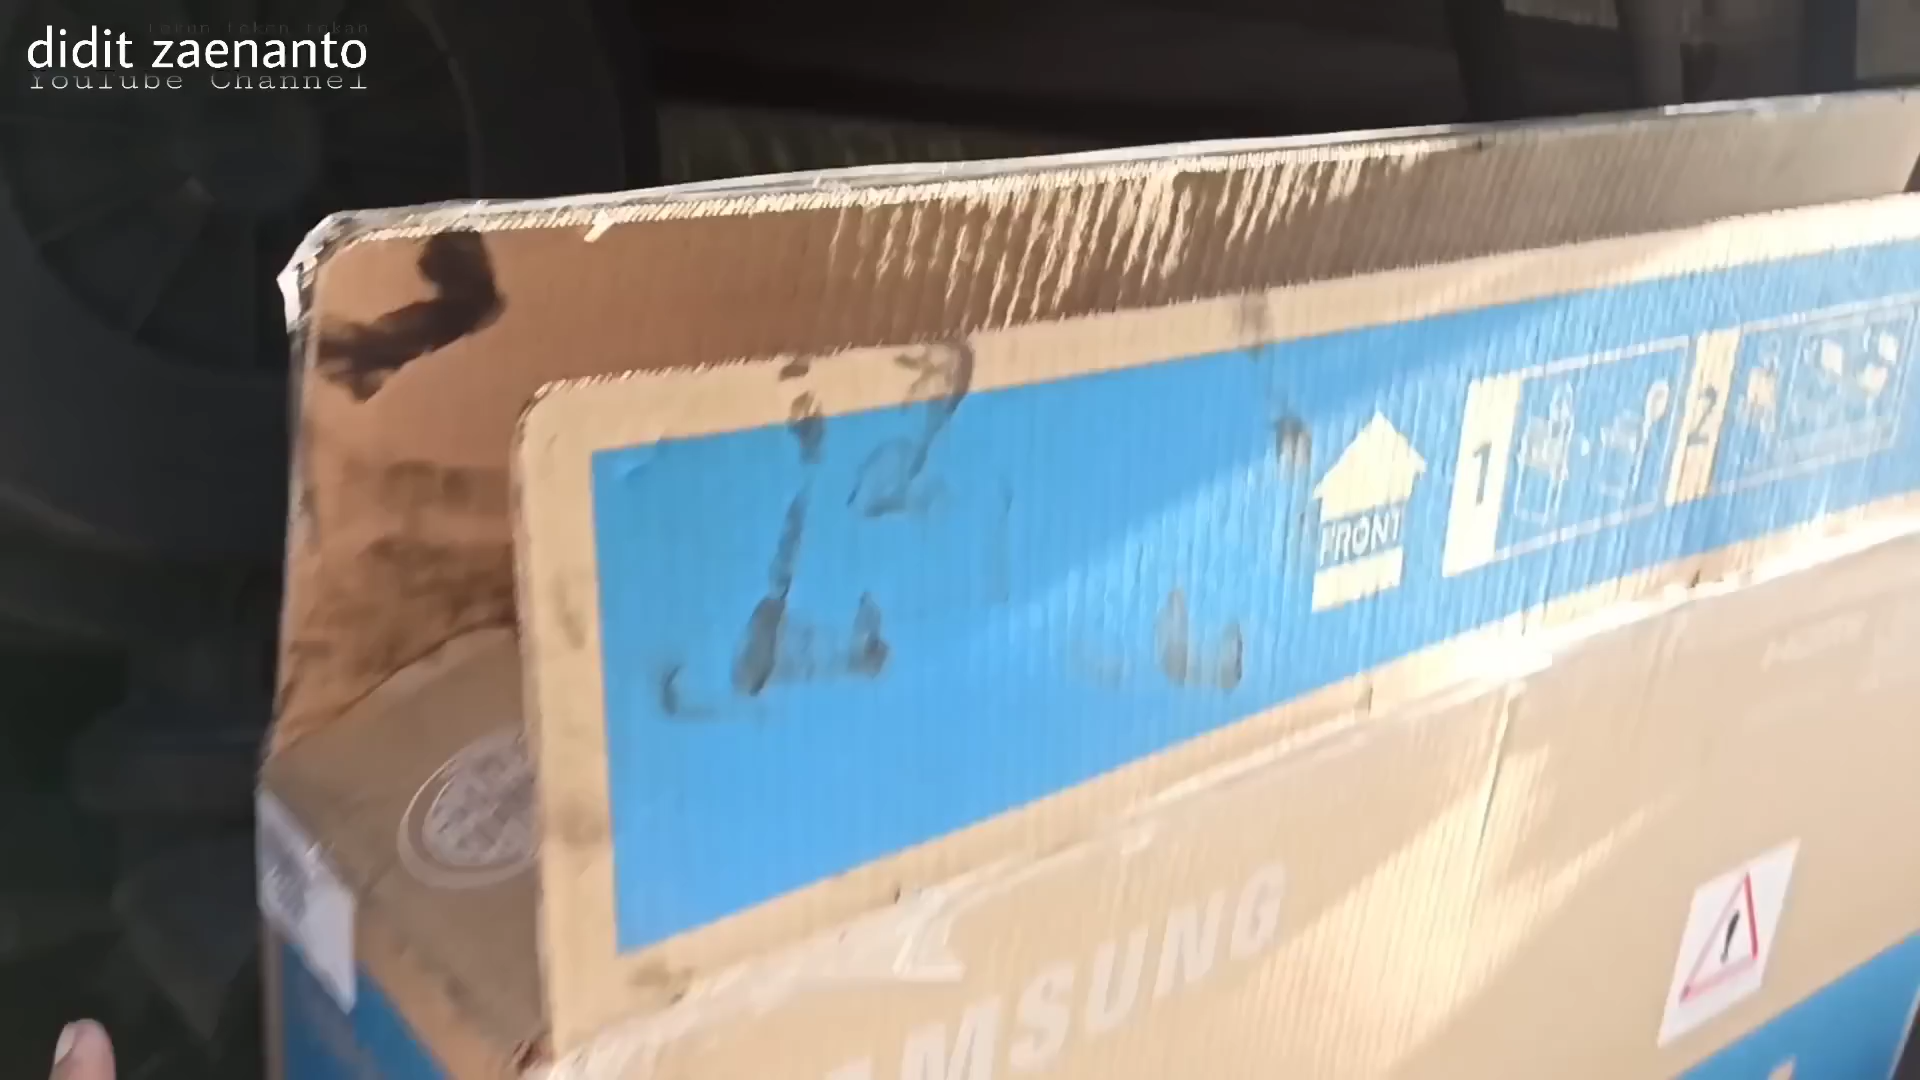 didit zaenanto
YouTube Channel
FRONT
1
2
SAMSUNG